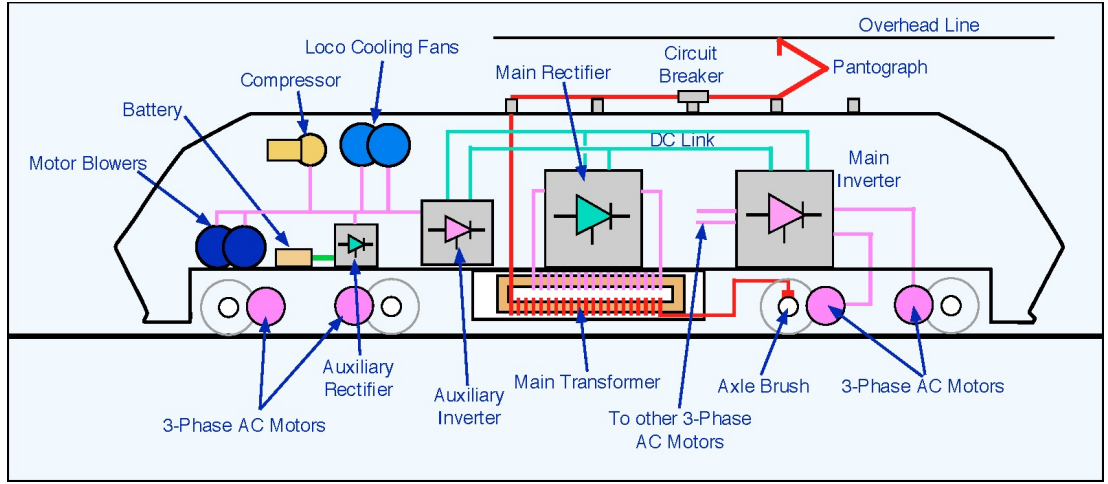 Overhead Line
Loco Cooling Fans
Circuit
Breaker
Main Rectifier
Pantograph
Compressor
Battery
DC Link
Motor Blowers
Main
Inverter
Auxiliary
Rectifier
Auxiliary
Inverter
Main Transformer
Axle Brush
3-Phase AC Motors
3-Phase AC Motors
To other 3-Phase
AC Motors